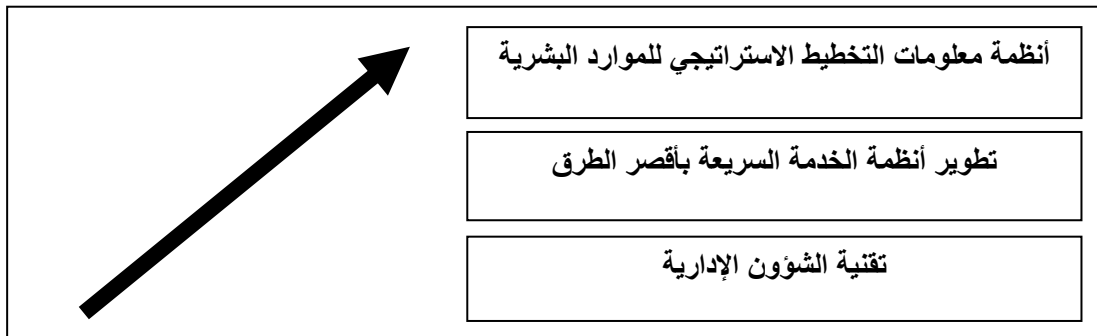 أنظمة معلومات التخطيط الاستراتيجي للموارد البشرية
تطوير أنظمة الخدمة السريعة بأقصر الطرق
تقنية الشؤون الإدارية